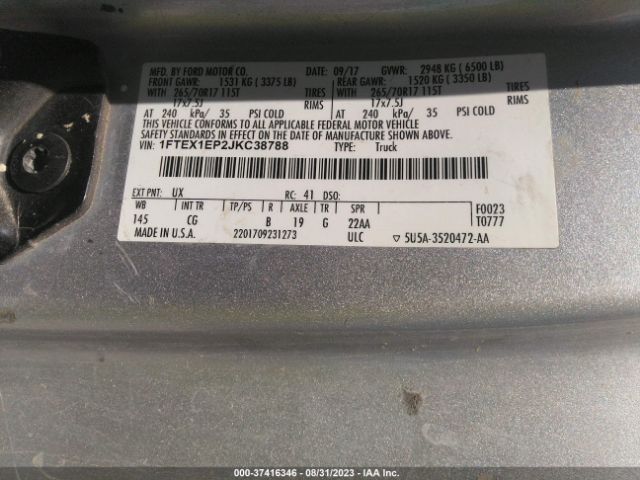 MFD. BY FORD MOTOR CO. DATE: 09/17 GVWR: 2948 KG ( 6500 LB)
FRONT GAWR: 1531 KG ( 3375 LB) REAR GAWR: 1520 KG ( 3350 LB)
WITH 265/70R17 115T TIRES WITH 265/70R17 115T TIRES
17x7.5J RIMS 17x7.5J RIMS
AT 240 kPa/ 35 PSI COLD AT 240 kPa/ 35 PSI COLD
THIS VEHICLE CONFORMS TO ALL APPLICABLE FEDERAL MOTOR VEHICLE
SAFETY STANDARDS IN EFFECT ON THE DATE OF MANUFACTURE SHOWN ABOVE.
VIN: 1FTEX1EP2JKC38788 TYPE: Truck
EXT PNT: UX RC: 41 DSO:
WB INT TR TP/PS R AXLE TR SPR F0023
145 CG B 19 G 22AA T0777
MADE IN U.S.A. 2201709231273 ULC ▽ 5U5A-3520472-AA
000-37416346 - 08/31/2023 - IAA Inc.